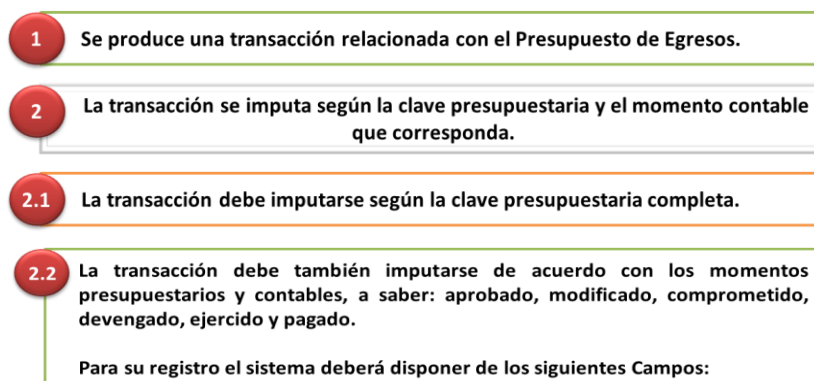 1
Se produce una transacción relacionada con el Presupuesto de Egresos.
2
La transacción se imputa según la clave presupuestaria y el momento contable
que corresponda.
2.1
La transacción debe imputarse según la clave presupuestaria completa.
2.2
La transacción debe también imputarse de acuerdo con los momentos
presupuestarios y contables, a saber: aprobado, modificado, comprometido,
devengado, ejercido y pagado.
Para su registro el sistema deberá disponer de los siguientes Campos: